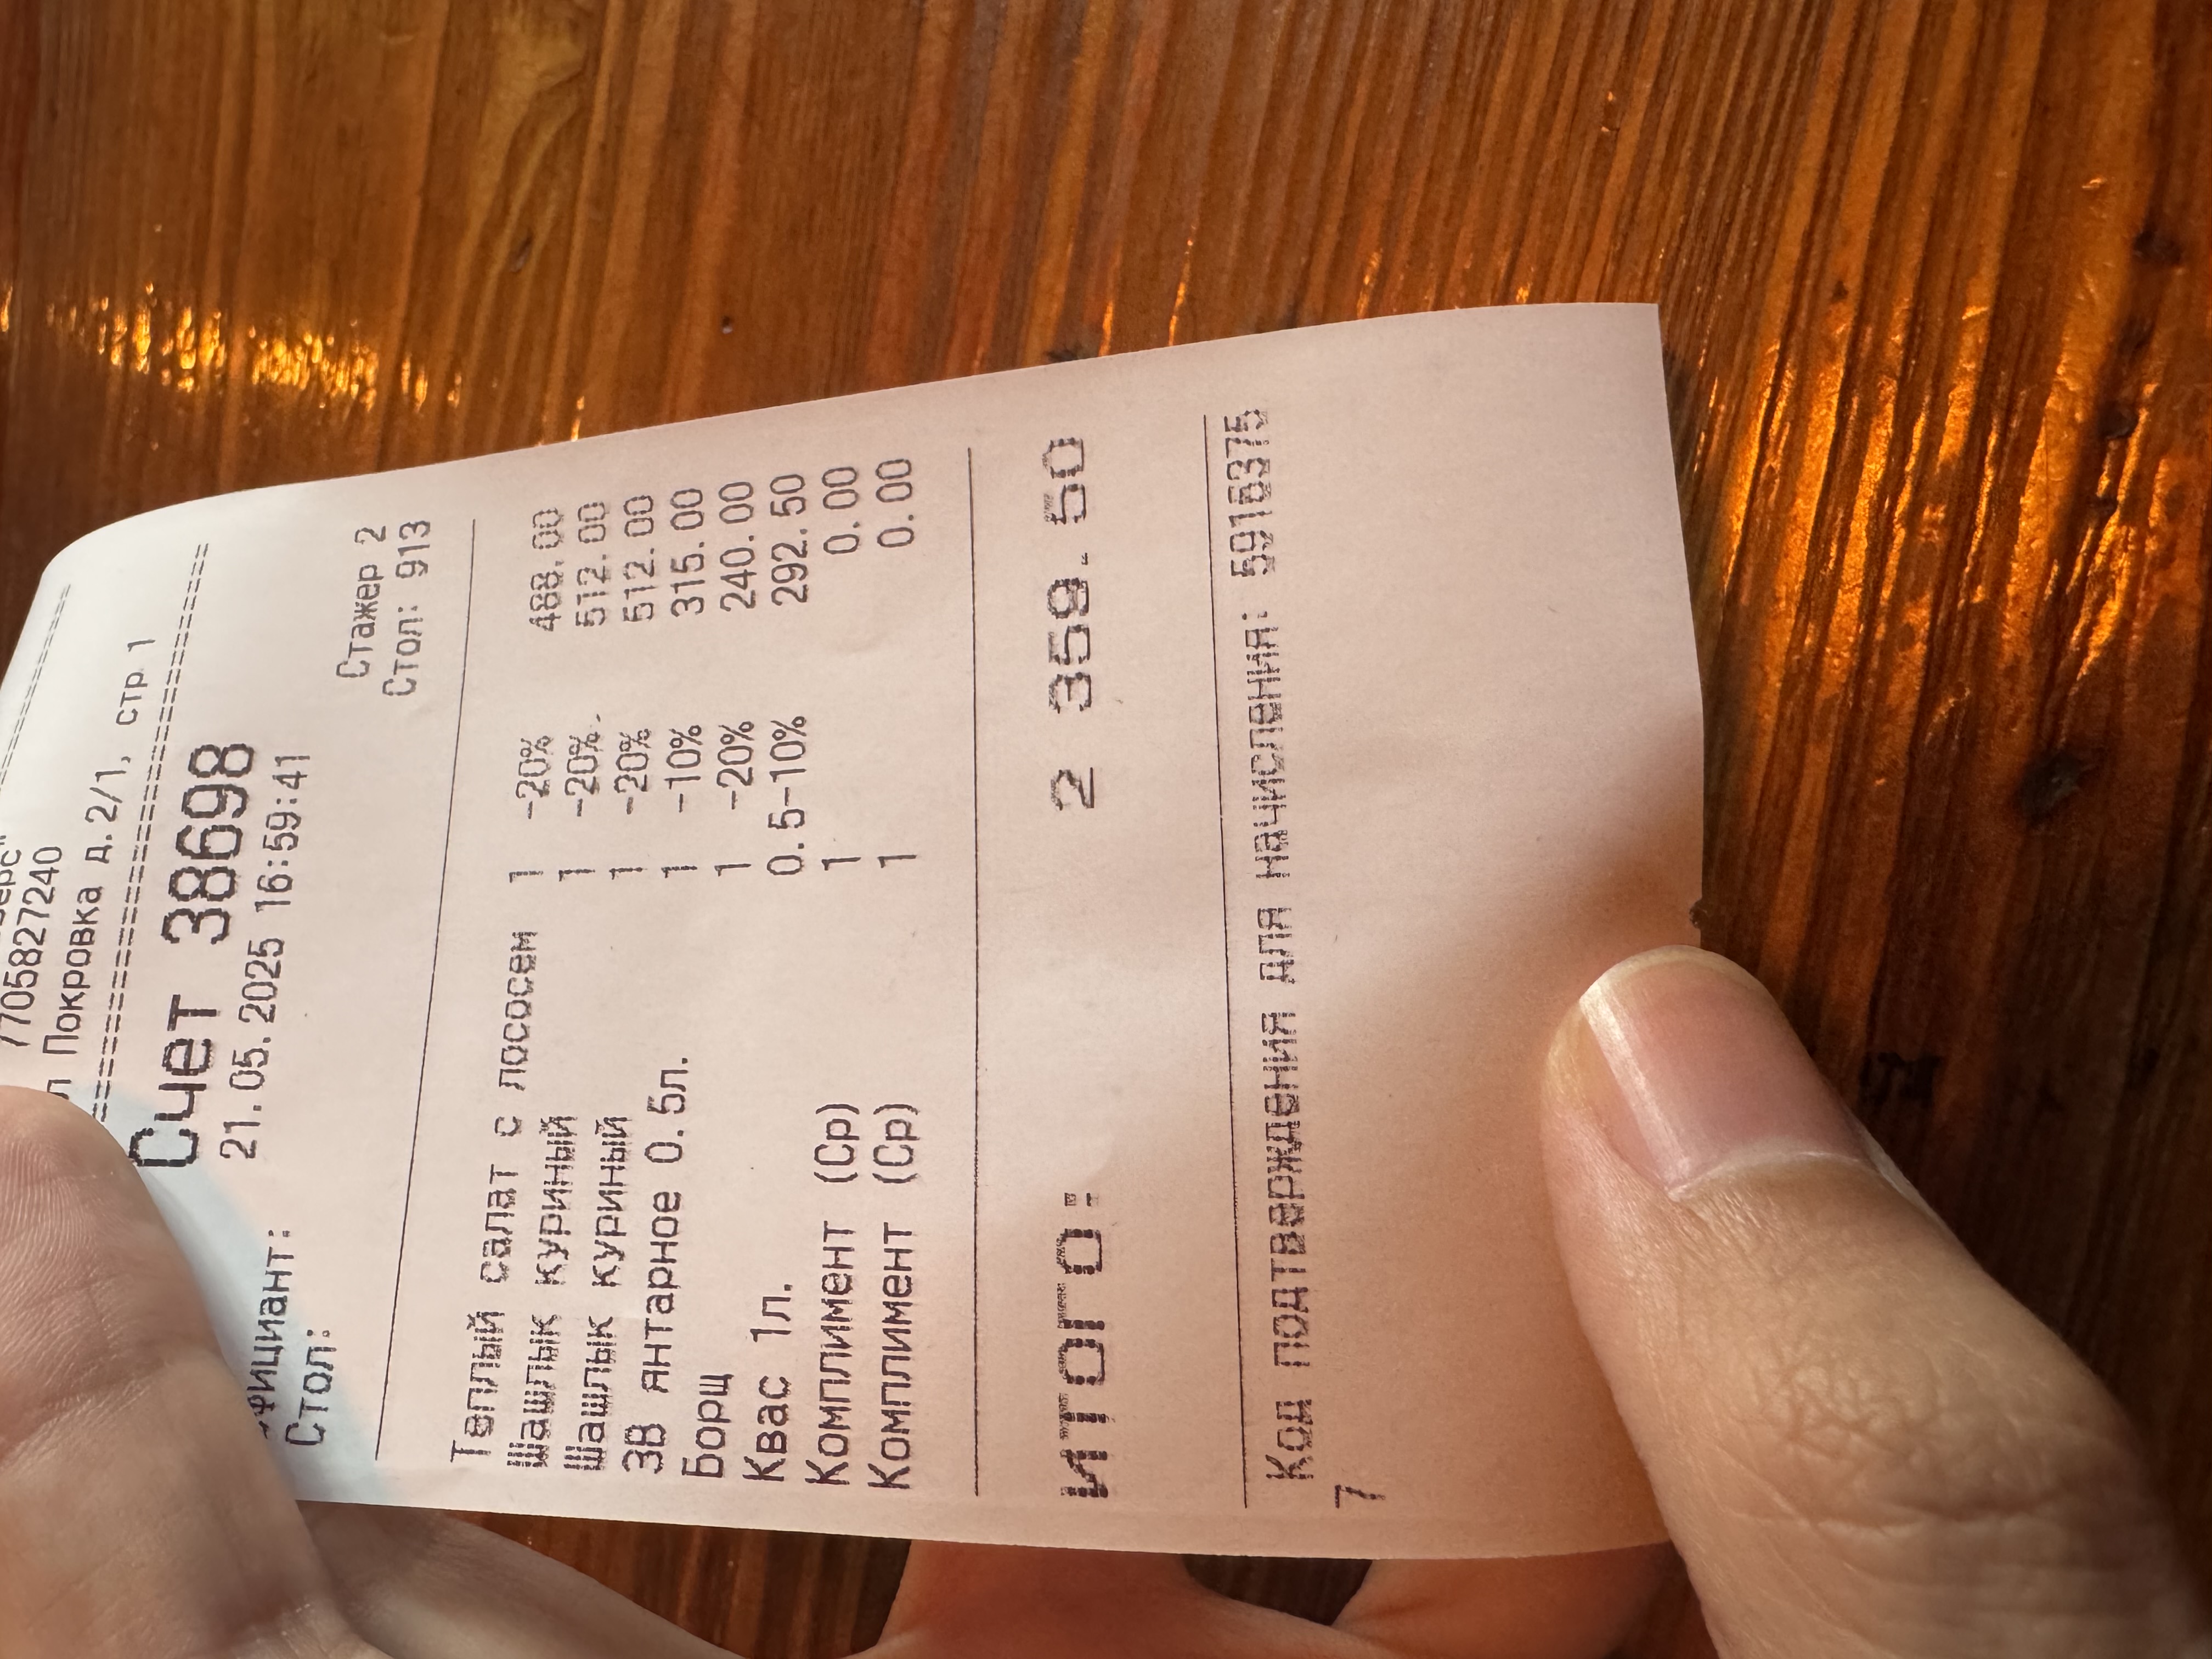 7705827240
Покровка д.2/1, стр 1
Счет 38698
21.05.2025 16:59:41
Стажер 2
Стол: Стол: 913
Теплый салат с лососем 1 -20% 488.00
Шашлык куриный 1 -20% 512.00
Шашлык куриный 1 -20% 512.00
ЗВ янтарное 0.5л. 1 -10% 315.00
Борщ 1 -20% 240.00
Квас 1л. 0.5-10% 292.50
Комплимент (Ср) 1 0.00
Комплимент (Ср) 1 0.00
ИТОГО: 2 359.50
Код подтверждения для начисления: 5916375
7